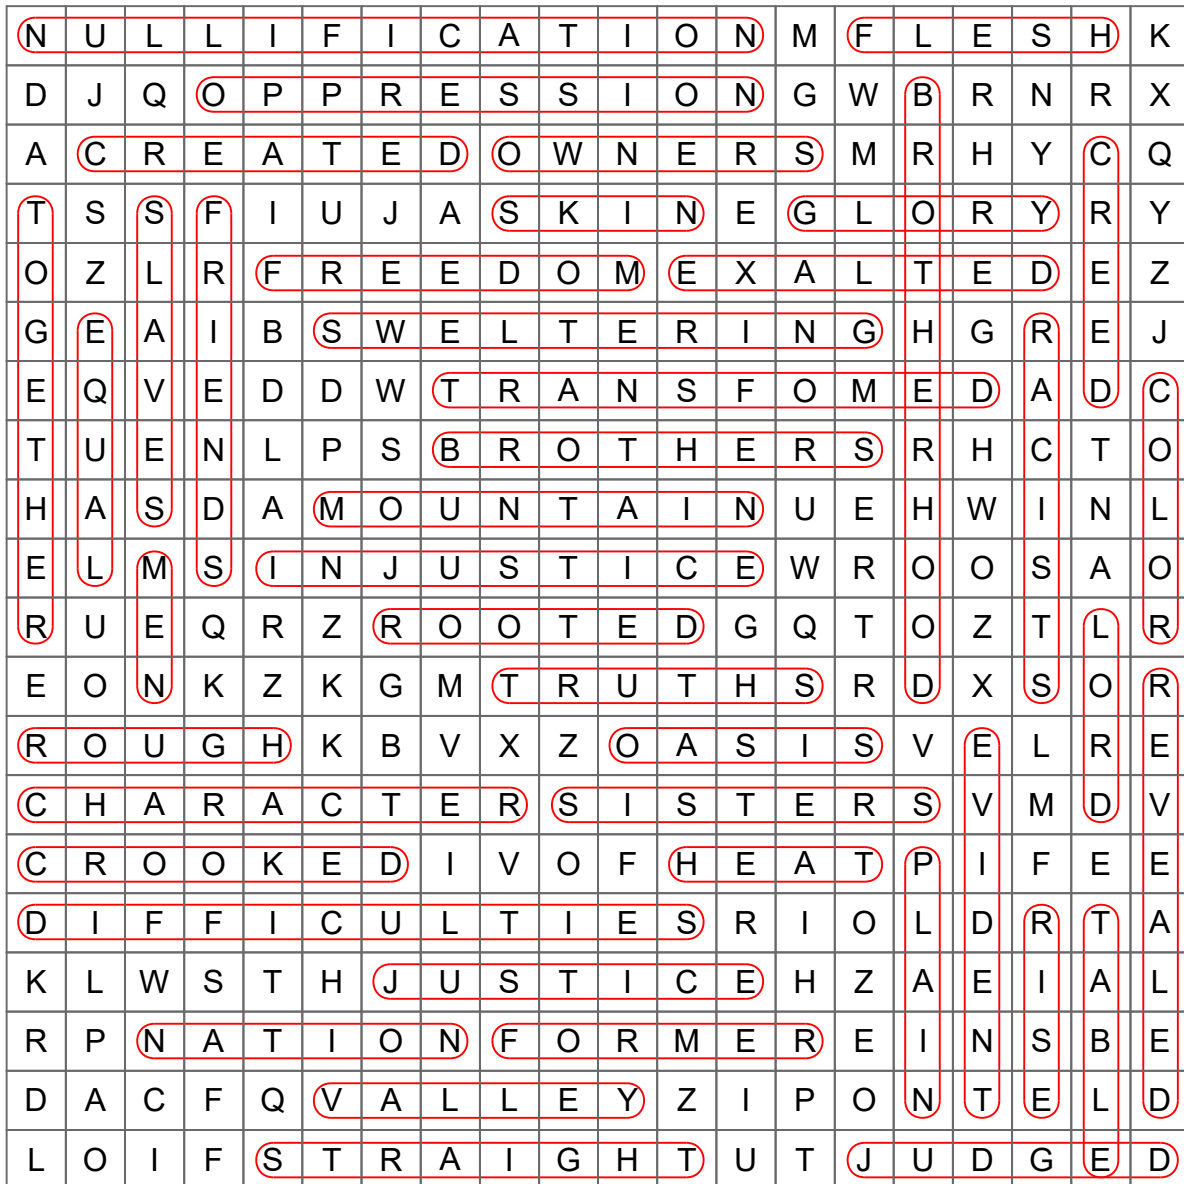 N U L L I F I C A T I O N M F L E S H K
D J Q O P P R E S S I O N G W B R N R X
A C R E A T E D O W N E R S M R H Y C Q
T S S F I U J A S K I N E G L O R Y R Y
O Z L R F R E E D O M E X A L T E D E Z
G E A I B S W E L T E R I N G H G R E J
E Q V E D D W T R A N S F O M E D A D C
T U E N L P S B R O T H E R S R H C T O
H A S D A M O U N T A I N U E H W I N L
E L M S I N J U S T I C E W R O O S A O
R U E Q R Z R O O T E D G Q T O Z T L R
E O N K Z K G M T R U T H S R D X S O R
R O U G H K B V X Z O A S I S V E L R E
C H A R A C T E R S I S T E R S V M D V
C R O O K E D I V O F H E A T P I F E E
D I F F I C U L T I E S R I O L D R T A
K L W S T H J U S T I C E H Z A E I A L
R P N A T I O N F O R M E R E I N S B E
D A C F Q V A L L E Y Z I P O N T E L D
L O I F S T R A I G H T U T J U D G E D